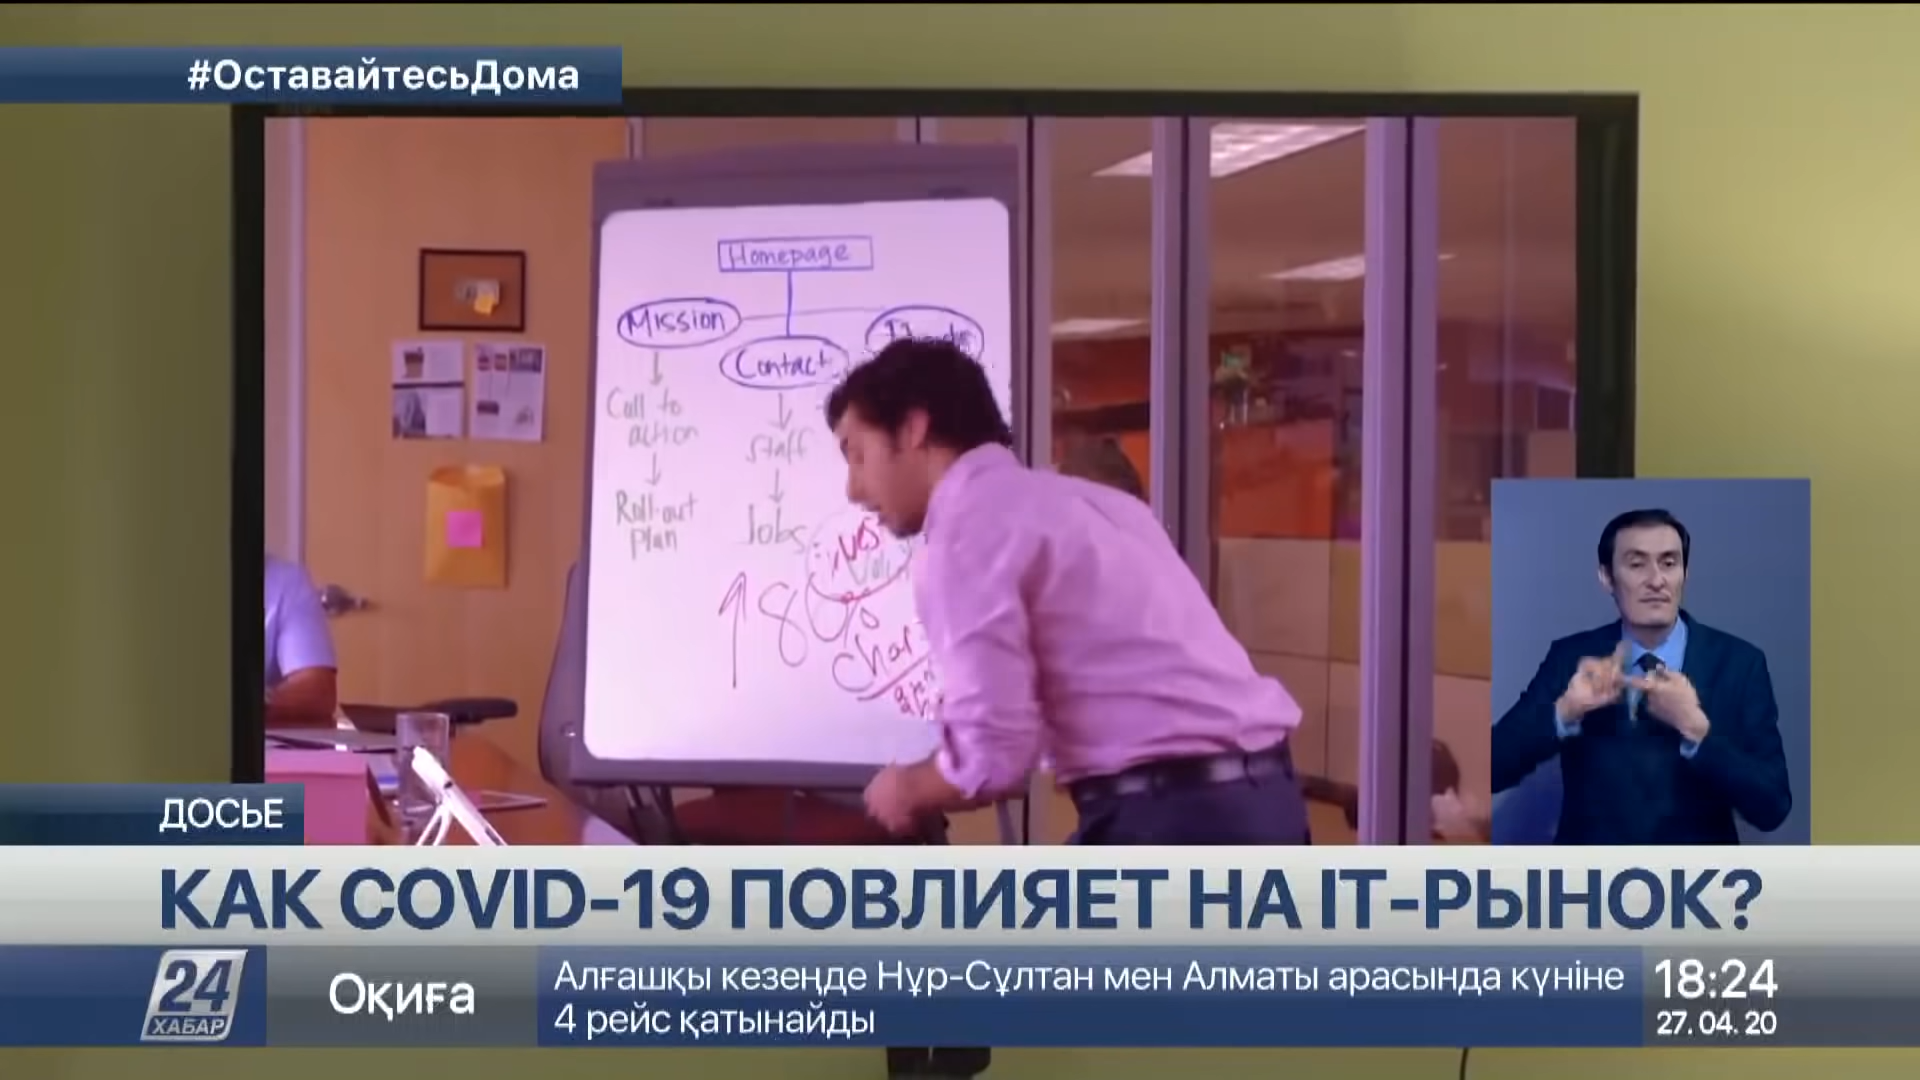 #ОставайтесьДома
Homepage
Mission
Contact
Call to
action
Staff
Roll-out
plan
Jobs
ДОСЬЕ
КАК COVID-19 ПОВЛИЯЕТ НА IT-РЫНОК?
24
ХАБАР
Оқиға
Алғашқы кезеңде Нұр-Сұлтан мен Алматы арасында күніне
4 рейс қатынайды
18:24
27. 04. 20